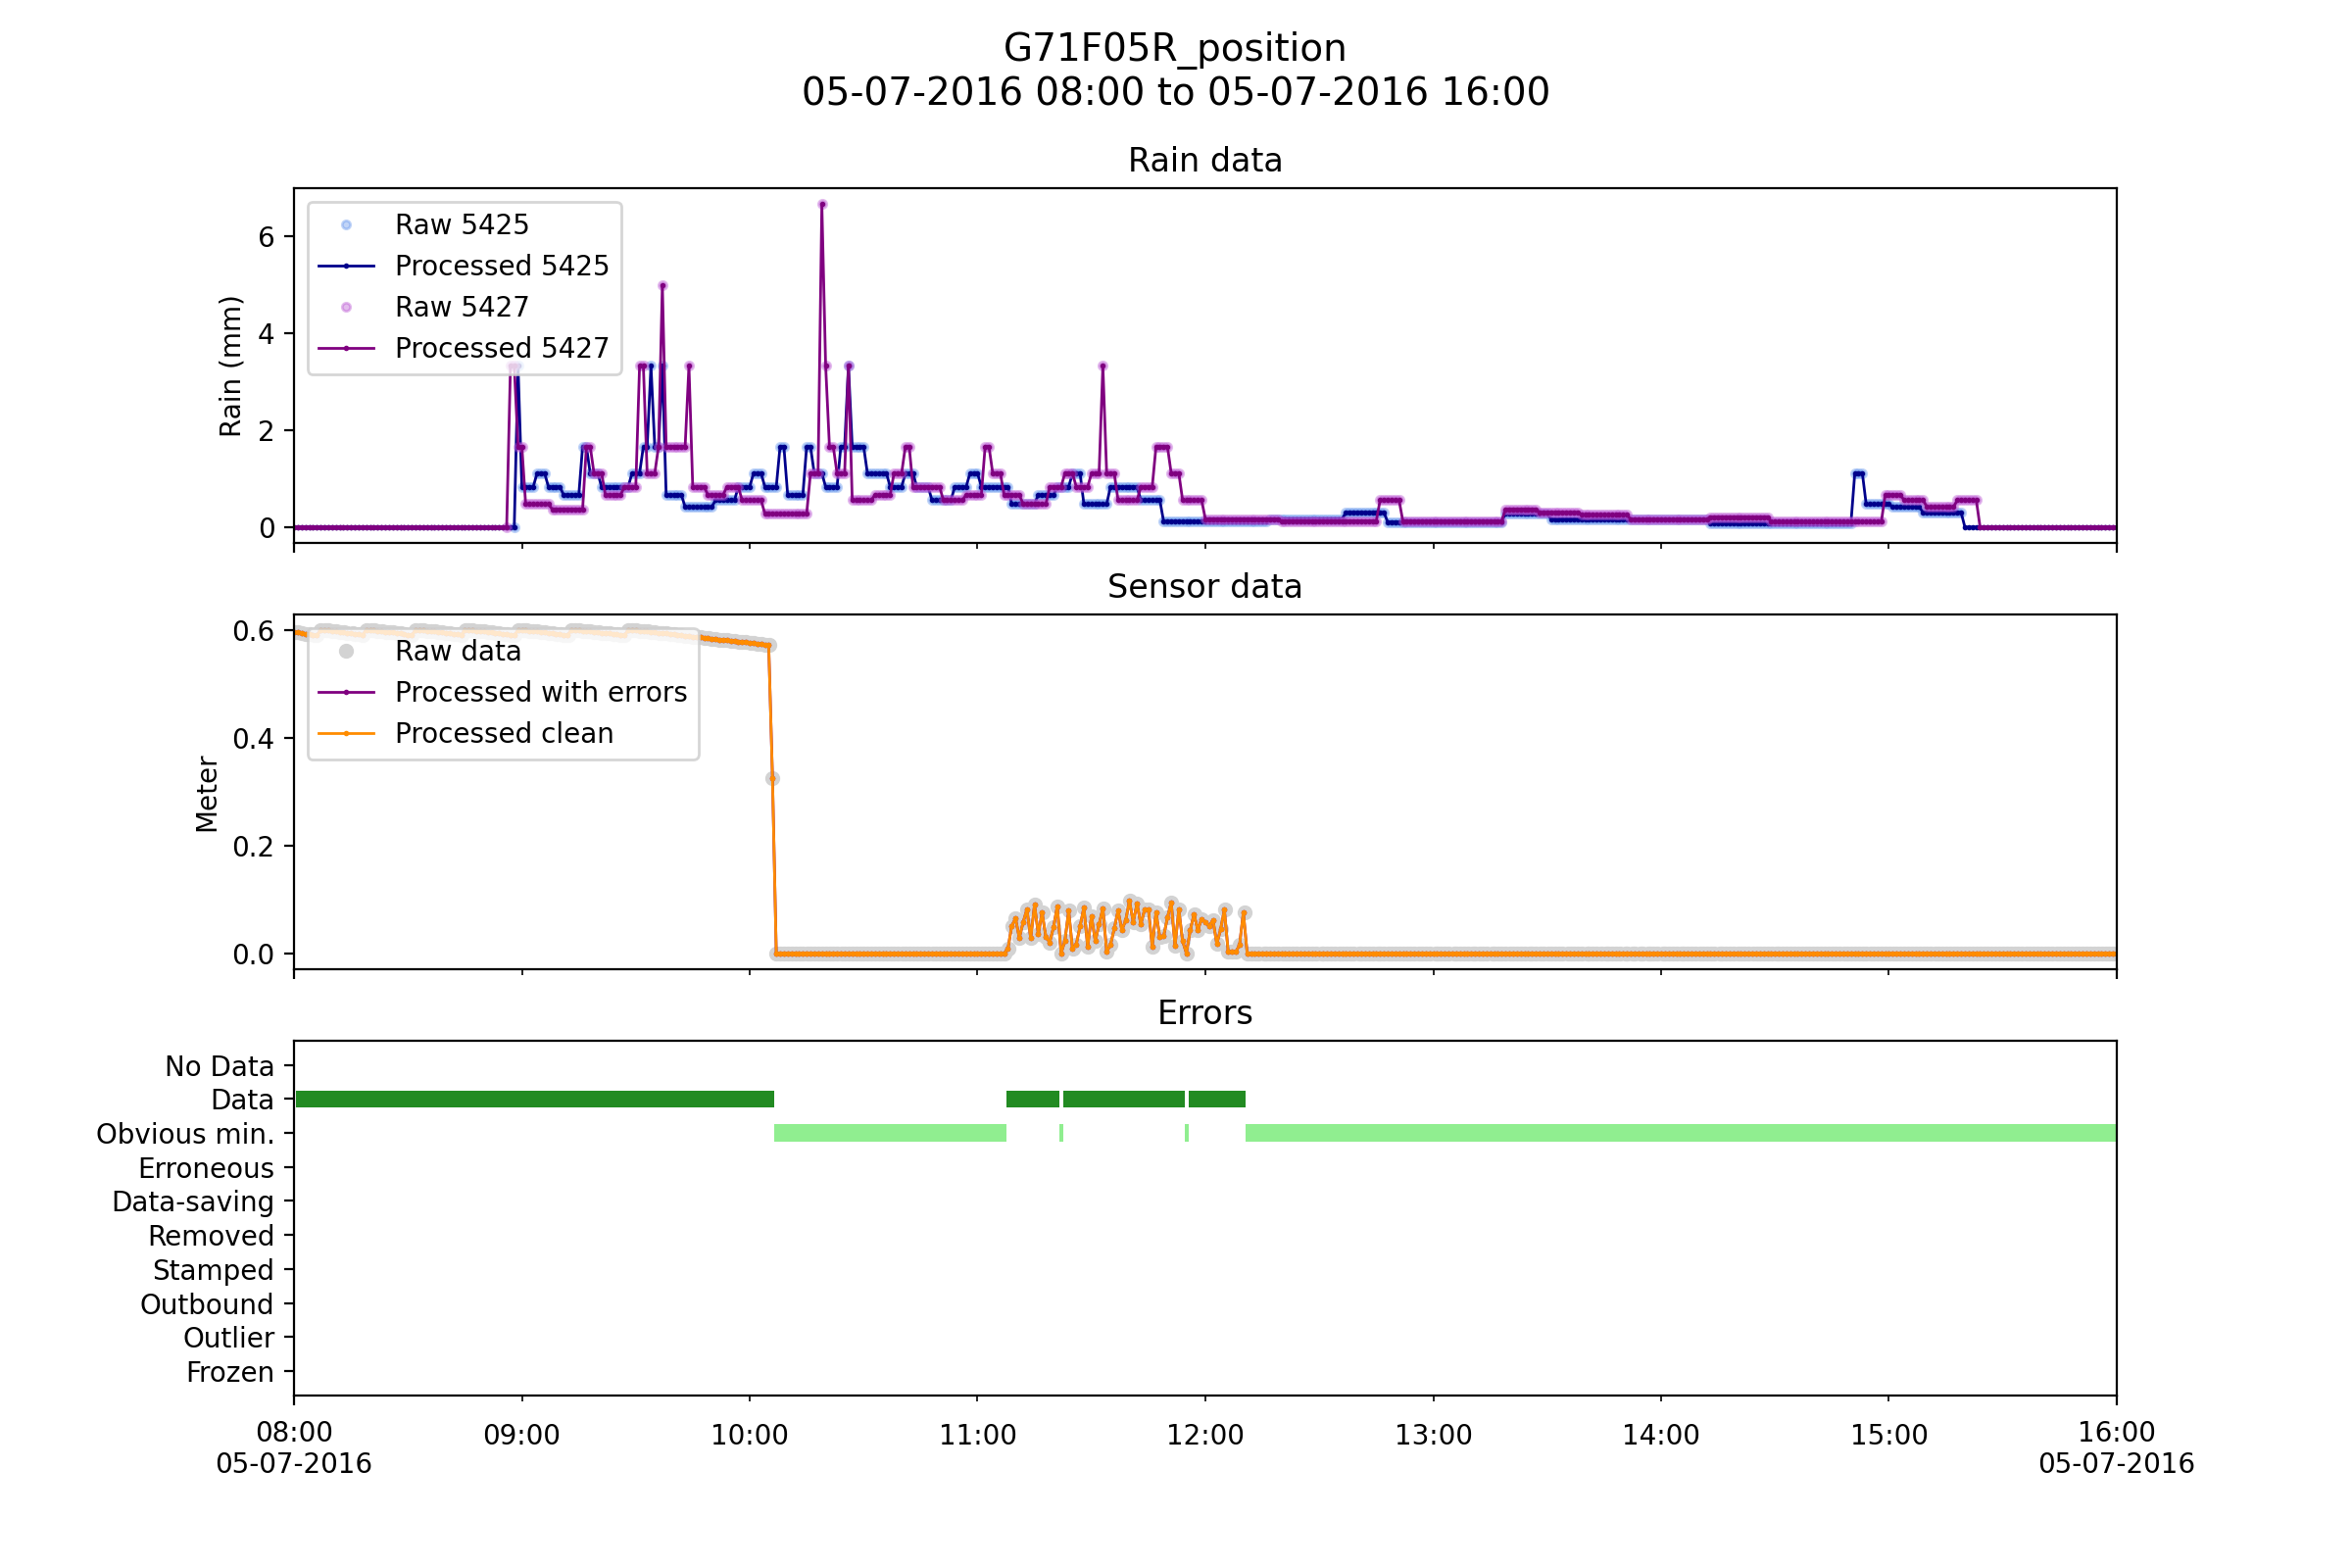 G71F05R_position
05-07-2016 08:00 to 05-07-2016 16:00
Rain data
Rain (mm)
6
4
2
0
Raw 5425
Processed 5425
Raw 5427
Processed 5427
Sensor data
Meter
0.6
0.4
0.2
0.0
Raw data
Processed with errors
Processed clean
Errors
No Data
Data
Obvious min.
Erroneous
Data-saving
Removed
Stamped
Outbound
Outlier
Frozen
08:00 09:00 10:00 11:00 12:00 13:00 14:00 15:00 16:00
05-07-2016 05-07-2016